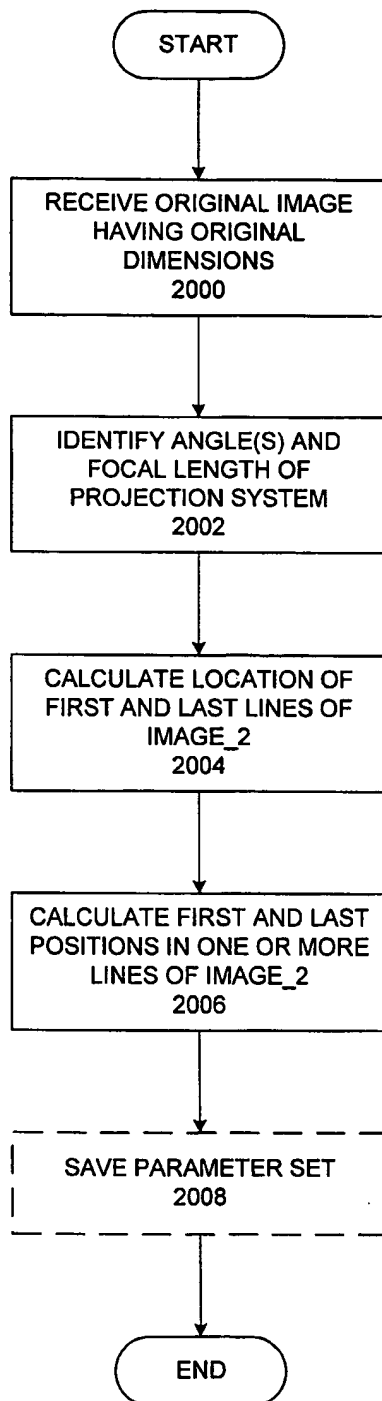 START
RECEIVE ORIGINAL IMAGE
HAVING ORIGINAL
DIMENSIONS
2000
IDENTIFY ANGLE(S) AND
FOCAL LENGTH OF
PROJECTION SYSTEM
2002
CALCULATE LOCATION OF
FIRST AND LAST LINES OF
IMAGE_2
2004
CALCULATE FIRST AND LAST
POSITIONS IN ONE OR MORE
LINES OF IMAGE_2
2006
SAVE PARAMETER SET
2008
END